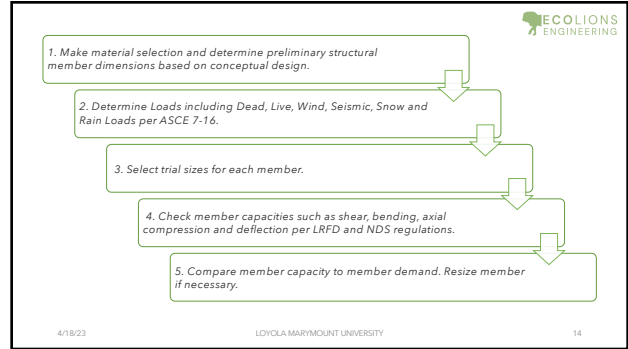 ECOLIONS
ENGINEERING
1. Make material selection and determine preliminary structural
member dimensions based on conceptual design.
2. Determine Loads including Dead, Live, Wind, Seismic, Snow and
Rain Loads per ASCE 7-16.
3. Select trial sizes for each member.
4. Check member capacities such as shear, bending, axial
compression and deflection per LRFD and NDS regulations.
5. Compare member capacity to member demand. Resize member
if necessary.
4/18/23 LOYOLA MARYMOUNT UNIVERSITY 14